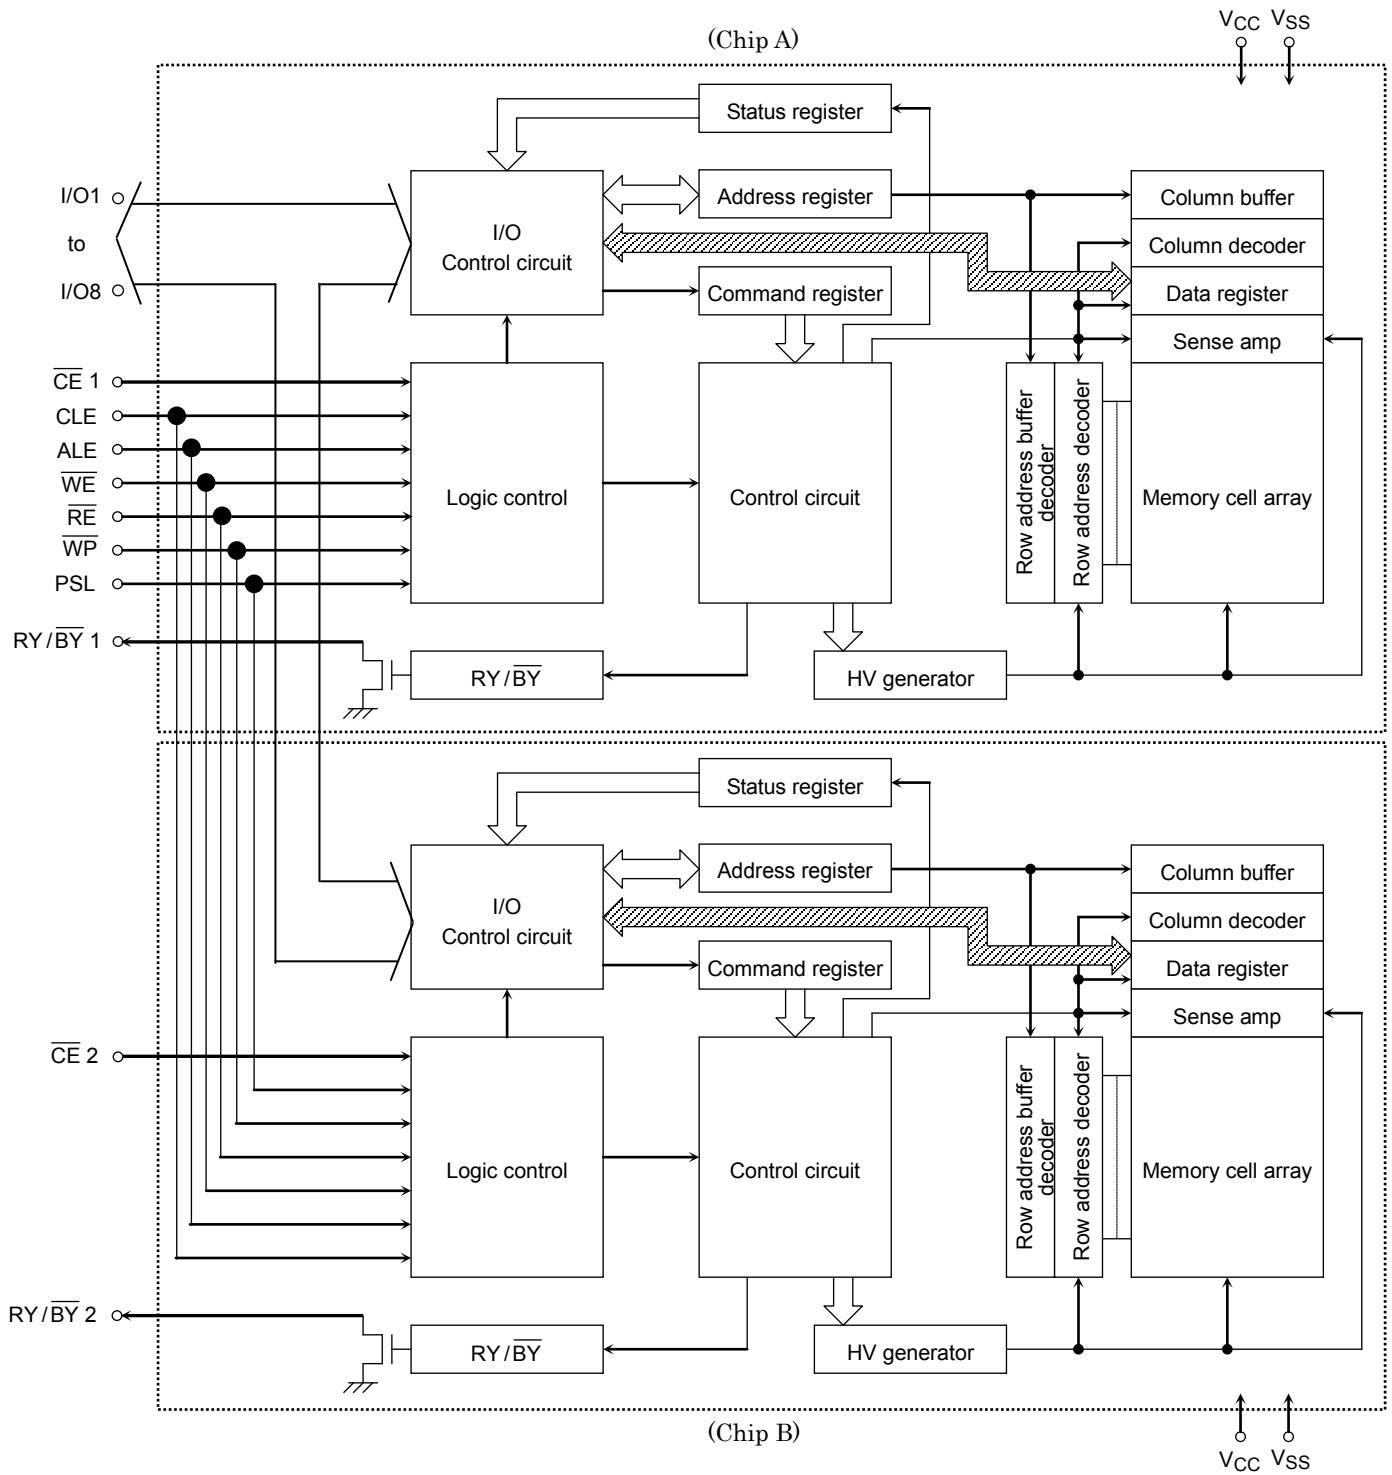 (Chip A)
VCC VSS
Status register
I/O1
to
I/O8
I/O
Control circuit
Address register
Command register
Column buffer
Column decoder
Data register
Sense amp
CE 1
CLE
ALE
WE
RE
WP
PSL
Logic control
Control circuit
Row address buffer
decoder
Row address decoder
Memory cell array
RY/BY 1
RY/BY
HV generator
Status register
I/O
Control circuit
Address register
Command register
Column buffer
Column decoder
Data register
Sense amp
CE 2
Logic control
Control circuit
Row address buffer
decoder
Row address decoder
Memory cell array
RY/BY 2
RY/BY
HV generator
(Chip B)
VCC VSS